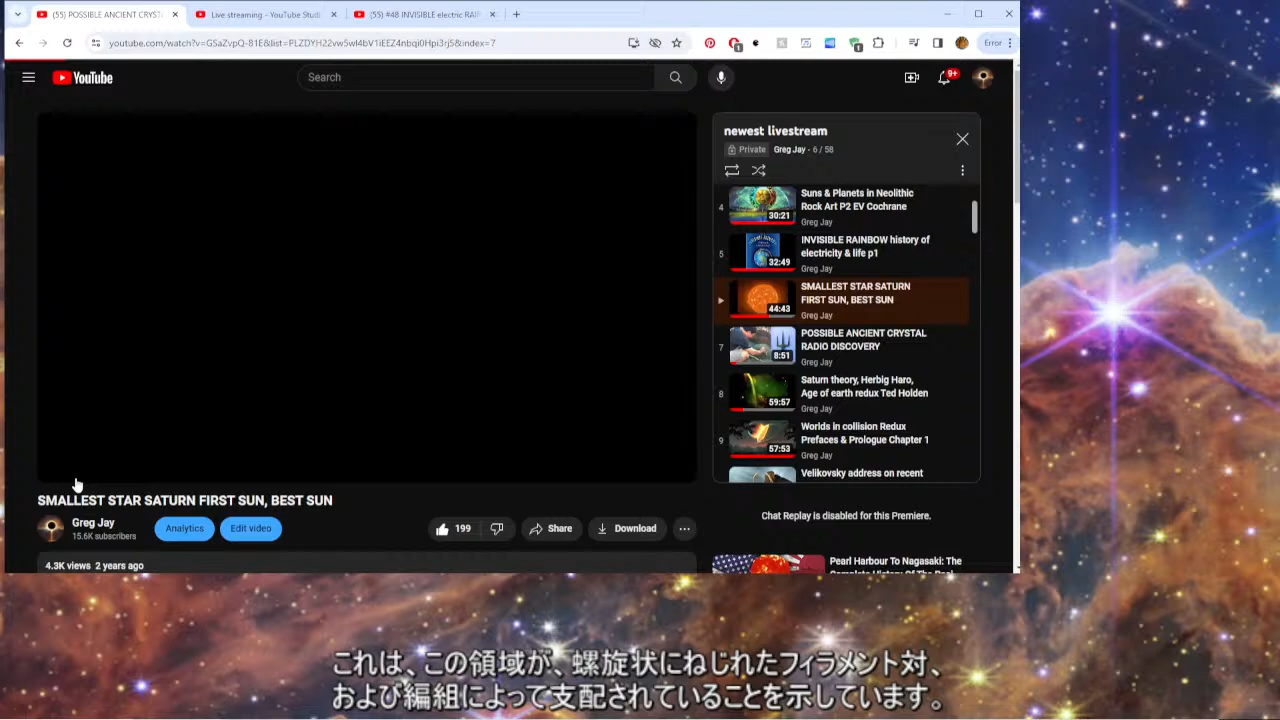 (55) POSSIBLE ANCIENT CRYST
Live streaming - YouTube Studi
(55) #48 INVISIBLE electric RAIN
youtube.com/watch?v=GSaZvpQ-81E&list=PLZDYH22vw5wl4bV1iEEZ4nbqi0Hpi3rj5&index=7
1
1
Error
YouTube
Search
9+
newest livestream
Private Greg Jay - 6 / 58
4
Suns & Planets in Neolithic
Rock Art P2 EV Cochrane
Greg Jay
30:21
5
INVISIBLE RAINBOW history of
electricity & life p1
Greg Jay
32:49
SMALLEST STAR SATURN
FIRST SUN, BEST SUN
Greg Jay
44:43
7
POSSIBLE ANCIENT CRYSTAL
RADIO DISCOVERY
Greg Jay
8:51
8
Saturn theory, Herbig Haro,
Age of earth redux Ted Holden
Greg Jay
59:57
9
Worlds in collision Redux
Prefaces & Prologue Chapter 1
Greg Jay
57:53
Velikovsky address on recent
SMALLEST STAR SATURN FIRST SUN, BEST SUN
Greg Jay
15.6K subscribers
Analytics
Edit video
199
Share
Download
4.3K views 2 years ago
Chat Replay is disabled for this Premiere.
Pearl Harbour To Nagasaki: The
これは、この領域が、螺旋状にねじれたフィラメント対、
および編組によって支配されていることを示しています。